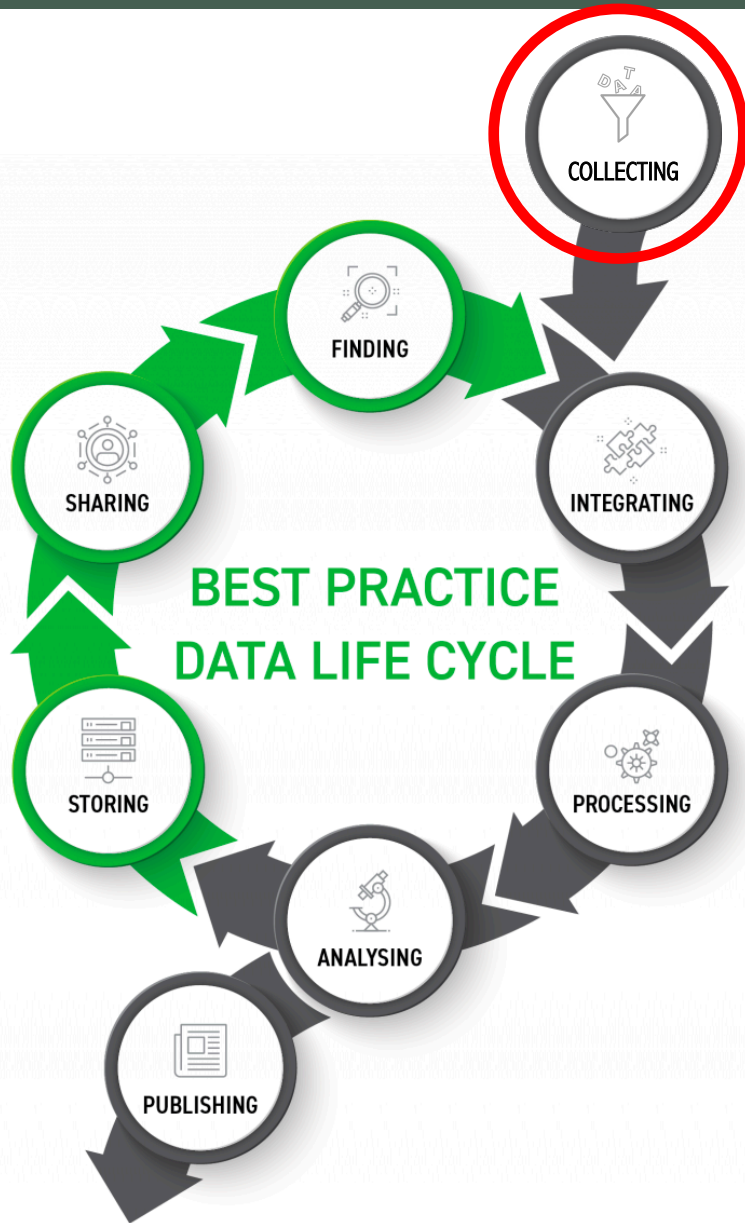 DATA
COLLECTING
FINDING
SHARING
INTEGRATING
BEST PRACTICE
DATA LIFE CYCLE
STORING
PROCESSING
ANALYSING
PUBLISHING